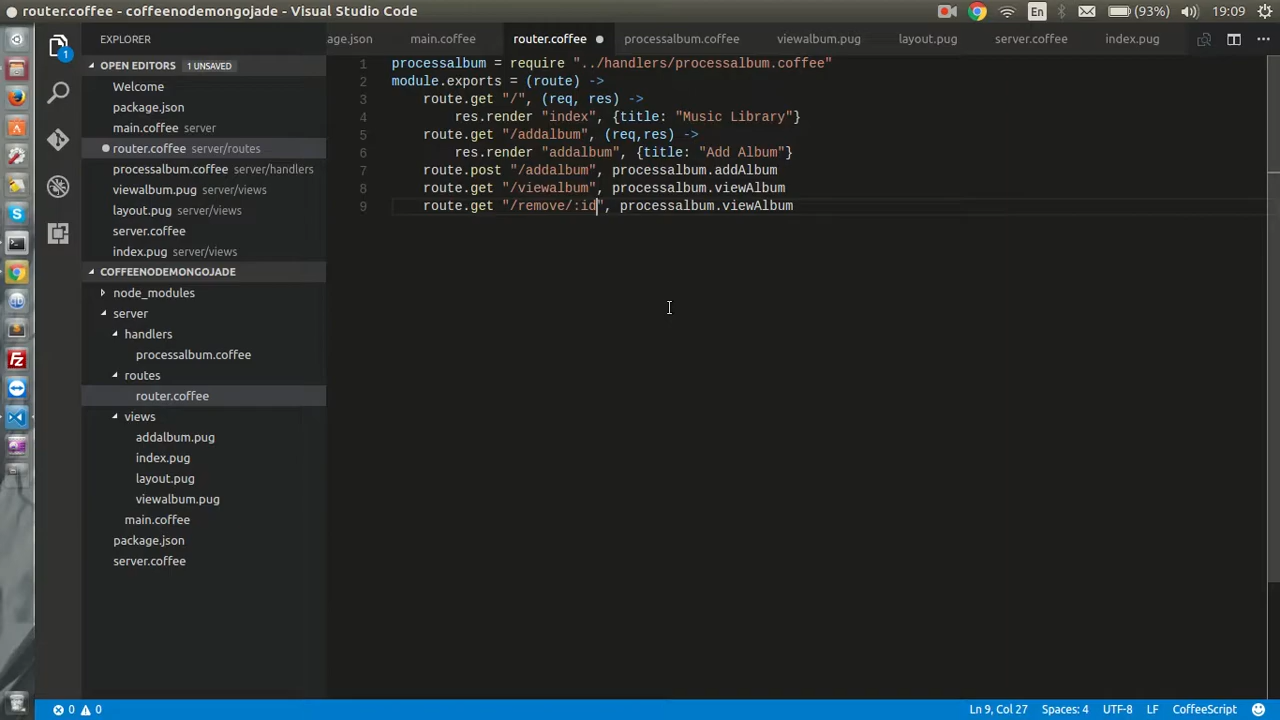 router.coffee - coffeenodemongojade - Visual Studio Code
En
(93%)
19:09
1
EXPLORER
age.json
main.coffee
router.coffee
processalbum.coffee
viewalbum.pug
layout.pug
server.coffee
index.pug
OPEN EDITORS 1 UNSAVED
Welcome
package.json
main.coffee server
router.coffee server/routes
processalbum.coffee server/handlers
viewalbum.pug server/views
layout.pug server/views
server.coffee
index.pug server/views
COFFEENODEMONGOJADE
node_modules
server
handlers
processalbum.coffee
routes
router.coffee
views
addalbum.pug
index.pug
layout.pug
viewalbum.pug
main.coffee
package.json
server.coffee
1 processalbum = require "../handlers/processalbum.coffee"
2 module.exports = (route) ->
3 route.get "/", (req, res) ->
4 res.render "index", {title: "Music Library"}
5 route.get "/addalbum", (req,res) ->
6 res.render "addalbum", {title: "Add Album"}
7 route.post "/addalbum", processalbum.addAlbum
8 route.get "/viewalbum", processalbum.viewAlbum
9 route.get "/remove/:id", processalbum.viewAlbum
0 0
Ln 9, Col 27
Spaces: 4
UTF-8
LF
CoffeeScript